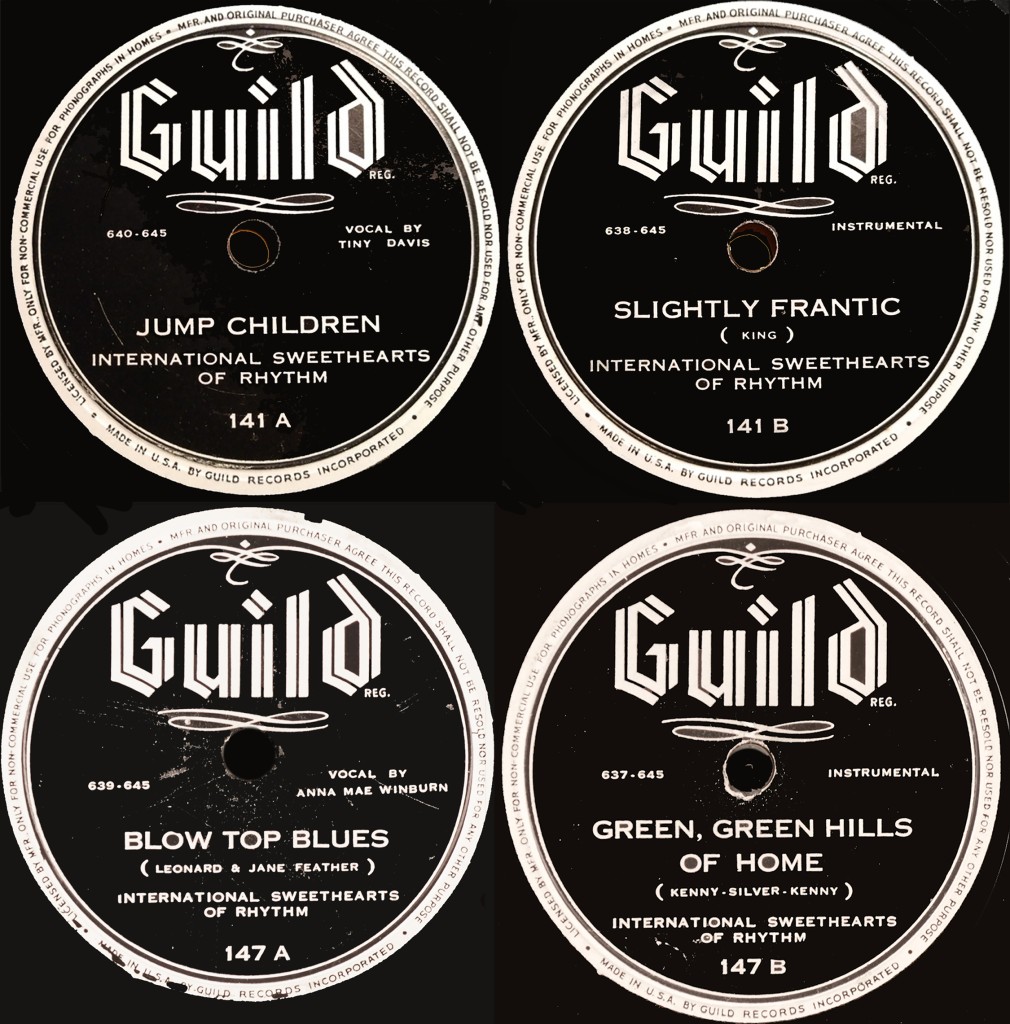 LICENSED BY MFR. ONLY FOR NON-COMMERCIAL USE FOR PHONOGRAPHS IN HOMES • MFR. AND ORIGINAL PURCHASER AGREE THIS RECORD SHALL NOT BE RESOLD NOR USED FOR ANY OTHER PURPOSE •
Guild
REG.
640-645
VOCAL BY
TINY DAVIS
JUMP CHILDREN
INTERNATIONAL SWEETHEARTS
OF RHYTHM
141 A
MADE IN U.S.A. BY GUILD RECORDS INCORPORATED •
LICENSED BY MFR. ONLY FOR NON-COMMERCIAL USE FOR PHONOGRAPHS IN HOMES • MFR AND ORIGINAL PURCHASER AGREE THIS RECORD SHALL NOT BE RESOLD NOR USED FOR ANY OTHER PURPOSE •
Guild
REG.
638-645
INSTRUMENTAL
SLIGHTLY FRANTIC
( KING )
INTERNATIONAL SWEETHEARTS
OF RHYTHM
141 B
MADE IN U.S.A. BY GUILD RECORDS INCORPORATED •
LICENSED BY MFR. ONLY FOR NON-COMMERCIAL USE FOR PHONOGRAPHS IN HOMES • MFR AND ORIGINAL PURCHASER AGREE THIS RECORD SHALL NOT BE RESOLD NOR USED FOR ANY OTHER PURPOSE
Guild
REG.
639-645
VOCAL BY
ANNA MAE WINBURN
BLOW TOP BLUES
( LEONARD & JANE FEATHER )
INTERNATIONAL SWEETHEARTS
OF RHYTHM
147 A
MADE IN U.S.A. BY GUILD RECORDS INCORPORATED •
LICENSED BY MFR. ONLY FOR NON-COMMERCIAL USE FOR PHONOGRAPHS IN HOMES • MFR AND ORIGINAL PURCHASER AGREE THIS RECORD SHALL NOT BE RESOLD NOR USED FOR ANY OTHER PURPOSE •
Guild
REG.
637-645
INSTRUMENTAL
GREEN, GREEN HILLS
OF HOME
( KENNY-SILVER-KENNY )
INTERNATIONAL SWEETHEARTS
OF RHYTHM
147 B
MADE IN U.S.A. BY GUILD RECORDS INCORPORATED •